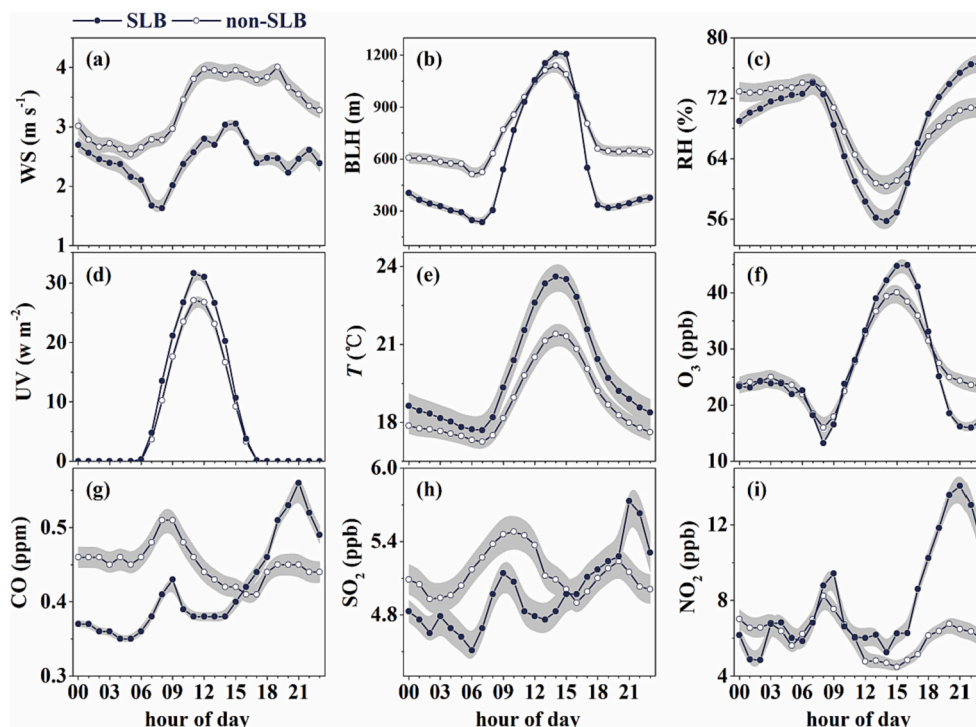 SLB non-SLB
(a) (b) (c)
WS (m s⁻¹)
4
3
2
1
BLH (m)
1200
900
600
300
RH (%)
80
72
64
56
(d) (e) (f)
UV (w m⁻²)
30
20
10
0
T (℃)
24
21
18
O₃ (ppb)
40
30
20
10
(g) (h) (i)
CO (ppm)
0.5
0.4
0.3
SO₂ (ppb)
6.0
5.4
4.8
NO₂ (ppb)
12
8
4
00 03 06 09 12 15 18 21
00 03 06 09 12 15 18 21
00 03 06 09 12 15 18 21
hour of day hour of day hour of day